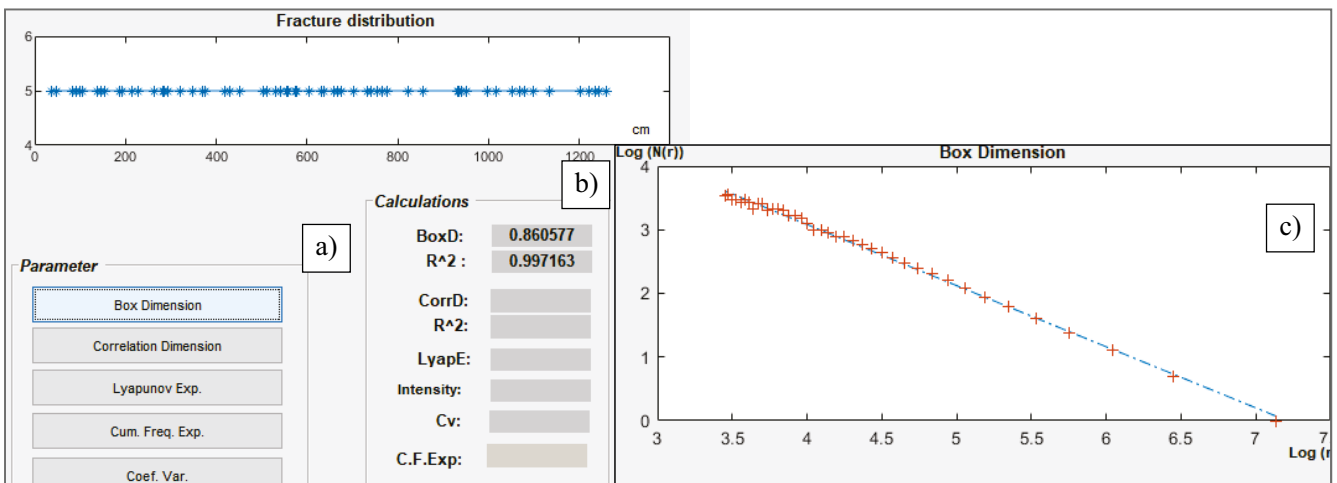 Fracture distribution
6
5
4
0 200 400 600 800 1000 1200
cm
b)
a)
Parameter
Box Dimension
Correlation Dimension
Lyapunov Exp.
Cum. Freq. Exp.
Coef. Var.
Calculations
BoxD: 0.860577
R^2 : 0.997163
CorrD:
R^2:
LyapE:
Intensity:
Cv:
C.F.Exp:
Log (N(r))
Box Dimension
c)
4
3
2
1
0
3 3.5 4 4.5 5 5.5 6 6.5 7 7
Log (r